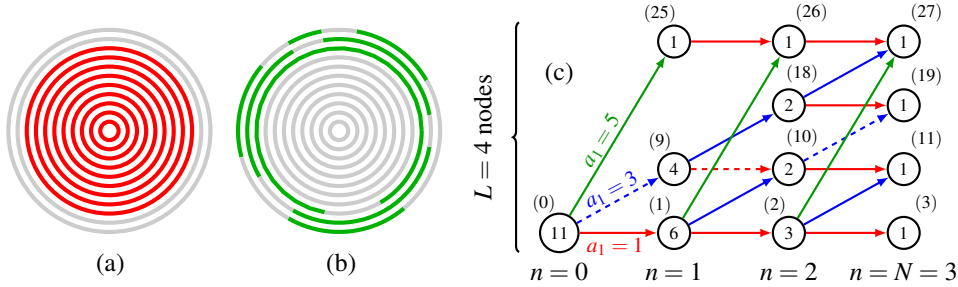 (a)
(b)
(c)
L = 4 nodes
(25) (26) (27)
1 1 1
(18) (19)
2 1
(9) (10) (11)
4 2 1
(0) (1) (2) (3)
11 6 3 1
a₁ = 5
a₁ = 3
a₁ = 1
n = 0 n = 1 n = 2 n = N = 3